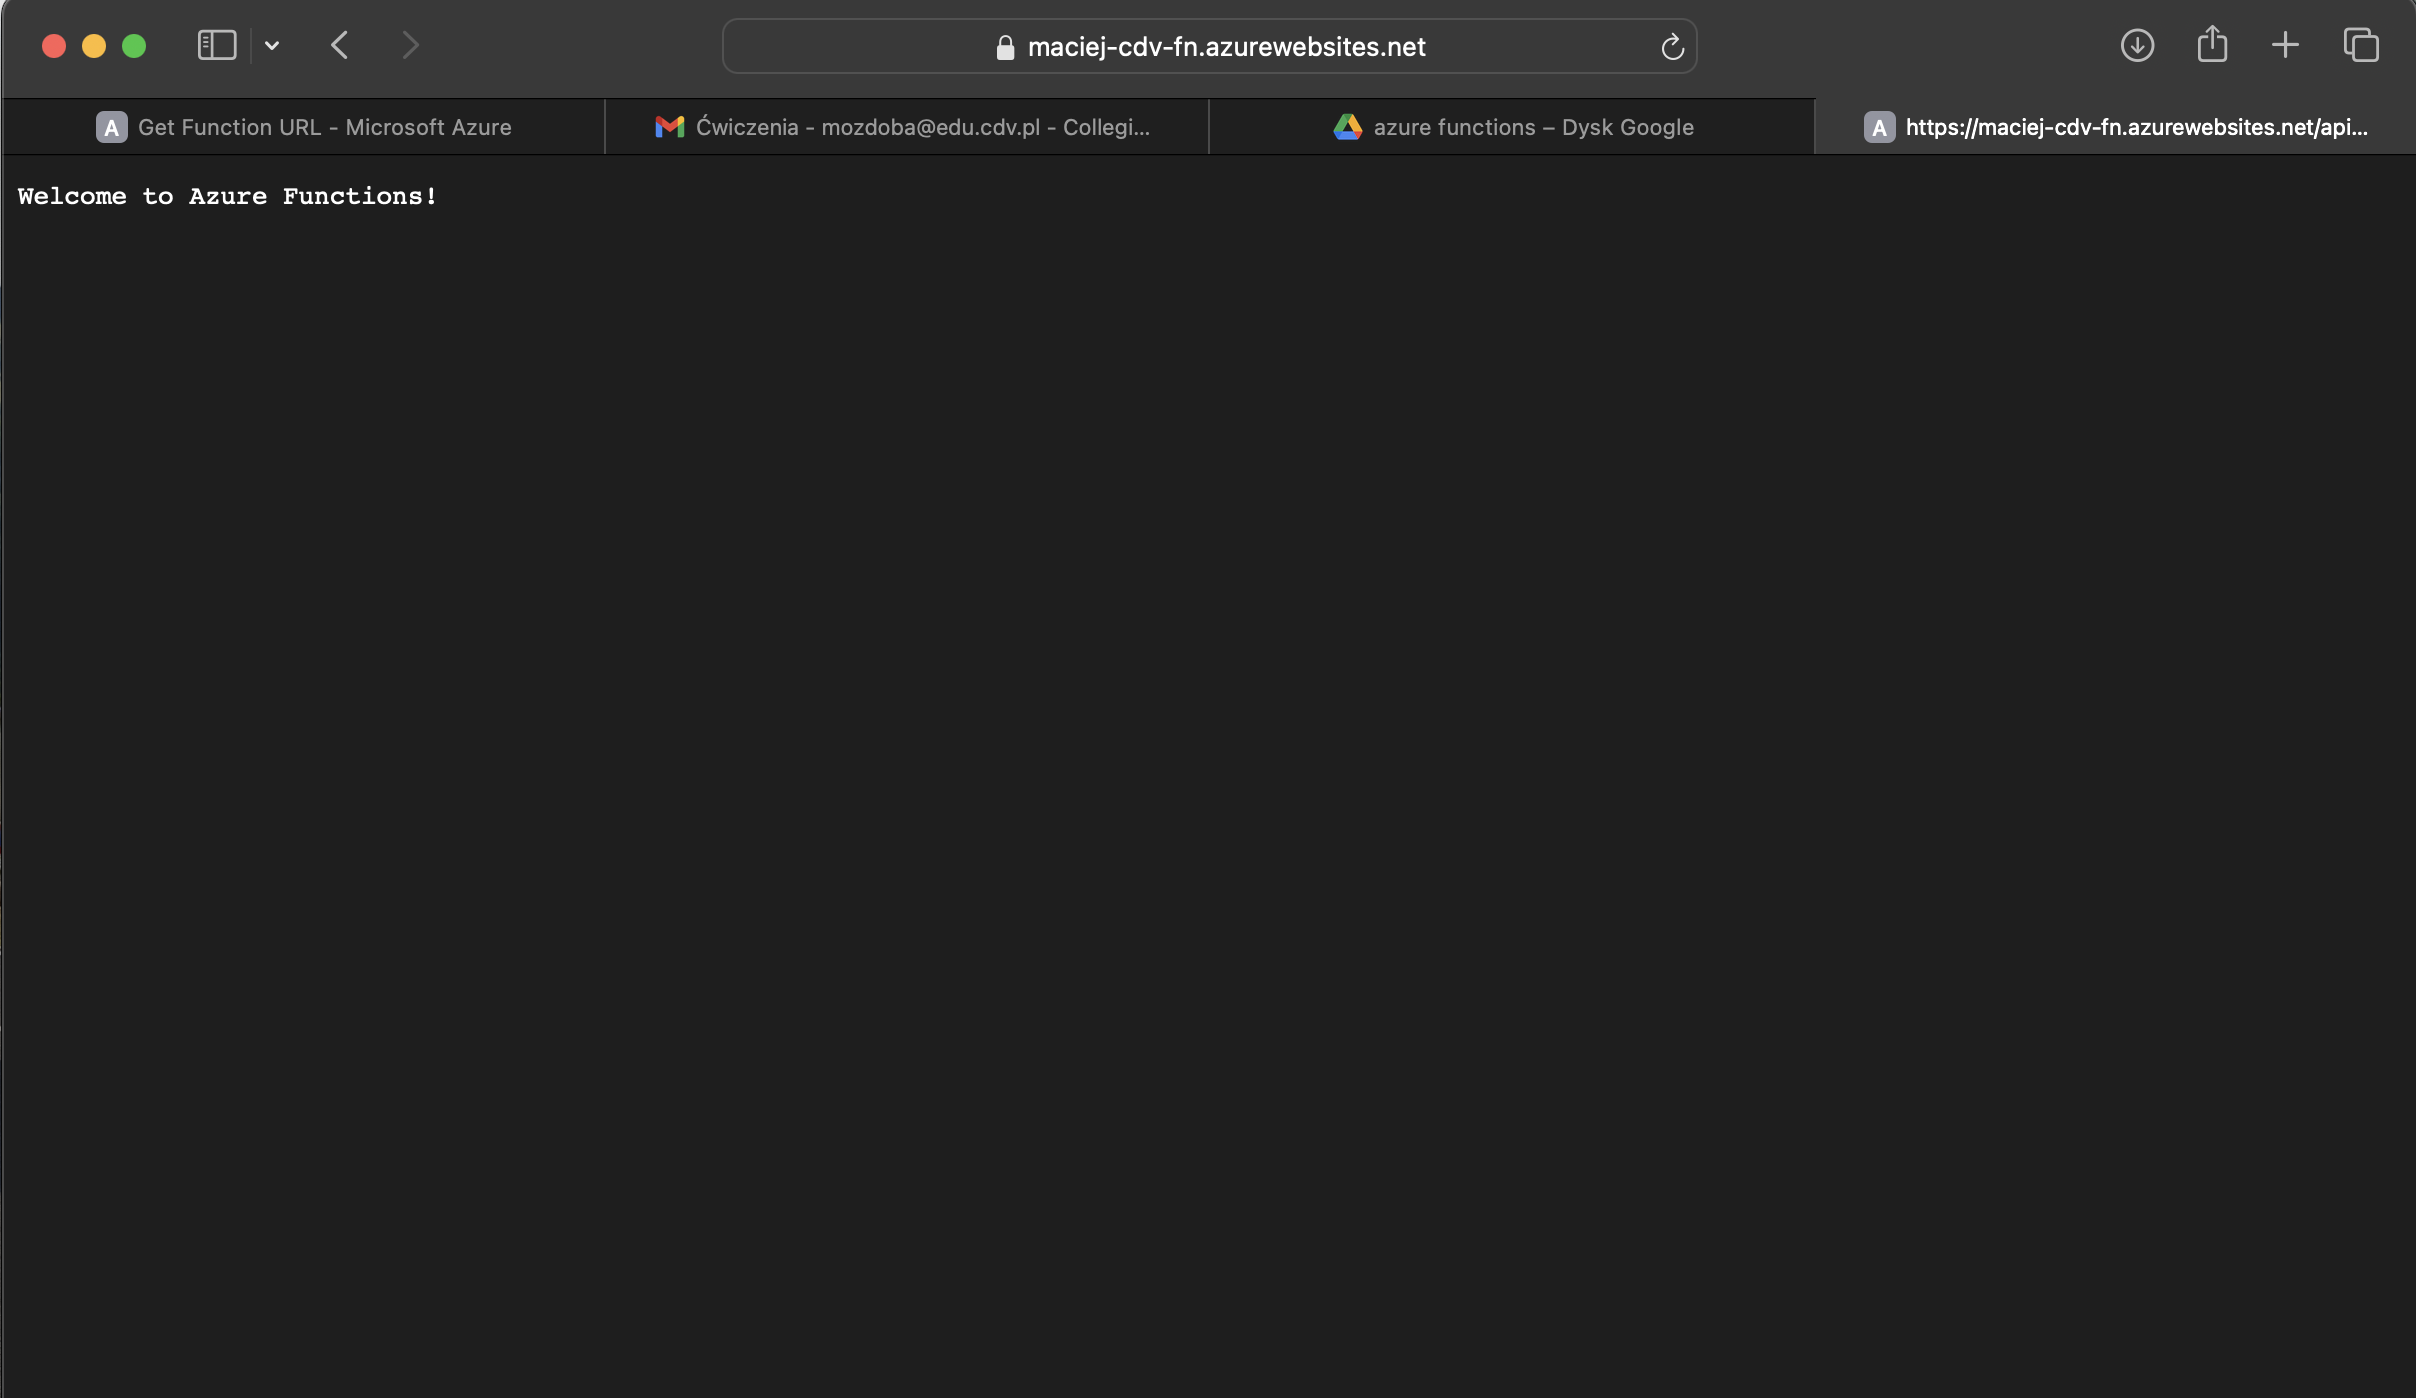 maciej-cdv-fn.azurewebsites.net
A Get Function URL - Microsoft Azure
Ćwiczenia - mozdoba@edu.cdv.pl - Collegi...
azure functions – Dysk Google
A https://maciej-cdv-fn.azurewebsites.net/api...
Welcome to Azure Functions!